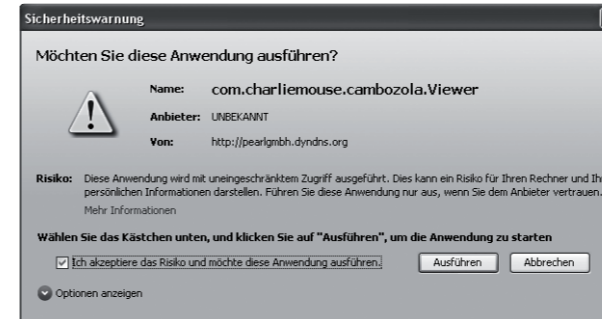 Sicherheitswarnung
Möchten Sie diese Anwendung ausführen?
Name: com.charliemouse.cambozola.Viewer
Anbieter: UNBEKANNT
Von: http://pearlgmbh.dyndns.org
Risiko: Diese Anwendung wird mit uneingeschränktem Zugriff ausgeführt. Dies kann ein Risiko für Ihren Rechner und
persönlichen Informationen darstellen. Führen Sie diese Anwendung nur aus, wenn Sie dem Anbieter vertrauen.
Mehr Informationen
Wählen Sie das Kästchen unten, und klicken Sie auf "Ausführen", um die Anwendung zu starten
Ich akzeptiere das Risiko und möchte diese Anwendung ausführen. Ausführen Abbrechen
Optionen anzeigen